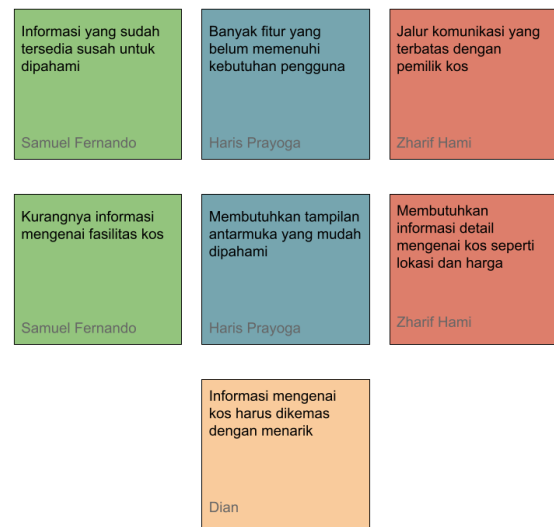 Informasi yang sudah
tersedia susah untuk
dipahami
Samuel Fernando
Banyak fitur yang
belum memenuhi
kebutuhan pengguna
Haris Prayoga
Jalur komunikasi yang
terbatas dengan
pemilik kos
Zharif Hami
Kurangnya informasi
mengenai fasilitas kos
Samuel Fernando
Membutuhkan tampilan
antarmuka yang mudah
dipahami
Haris Prayoga
Membutuhkan
informasi detail
mengenai kos seperti
lokasi dan harga
Zharif Hami
Informasi mengenai
kos harus dikemas
dengan menarik
Dian